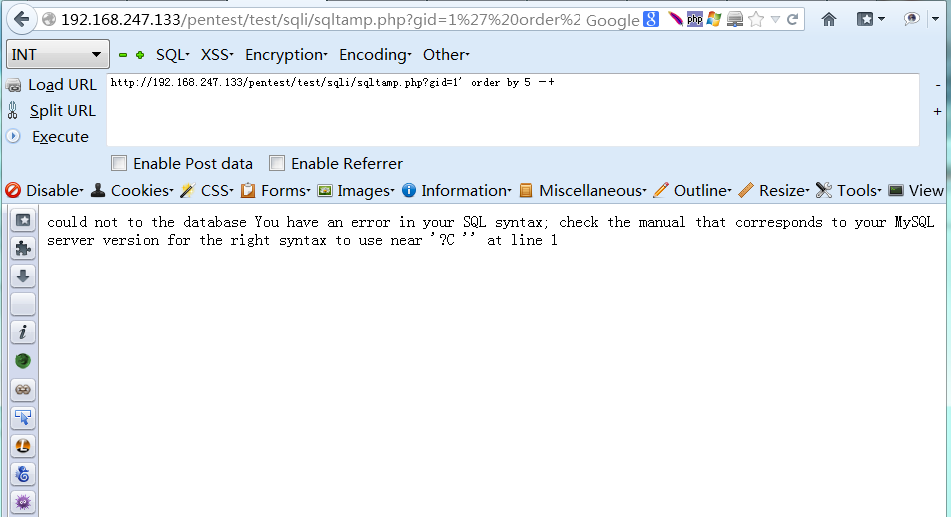 192.168.247.133/pentest/test/sqli/sqltamp.php?gid=1%27%20order%2 Google
INT SQL XSS Encryption Encoding Other
Load URL http://192.168.247.133/pentest/test/sqli/sqltamp.php?gid=1′ order by 5 –+ -
Split URL +
Execute
Enable Post data Enable Referrer
Disable Cookies CSS Forms Images Information Miscellaneous Outline Resize Tools View
could not to the database You have an error in your SQL syntax; check the manual that corresponds to your MySQL
server version for the right syntax to use near '?C '' at line 1